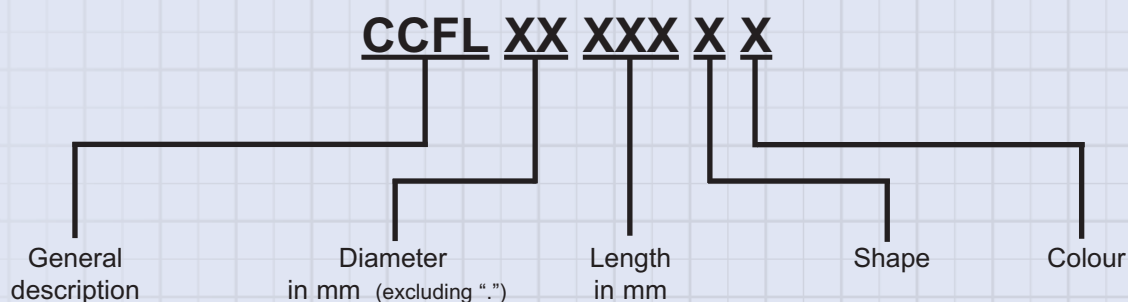 CCFL XX XXX X X
General description
Diameter in mm (excluding “.”)
Length in mm
Shape
Colour